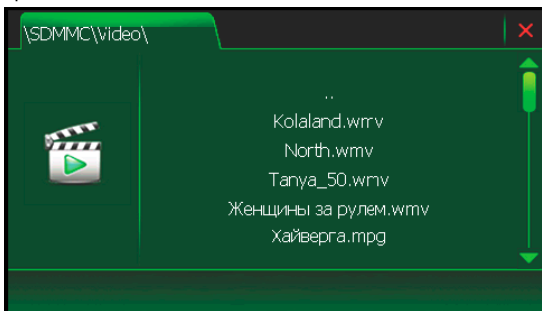 \SDMMC\Video\
..
Kolaland.wmv
North.wmv
Tanya_50.wmv
Женщины за рулем.wmv
Хайверга.mpg